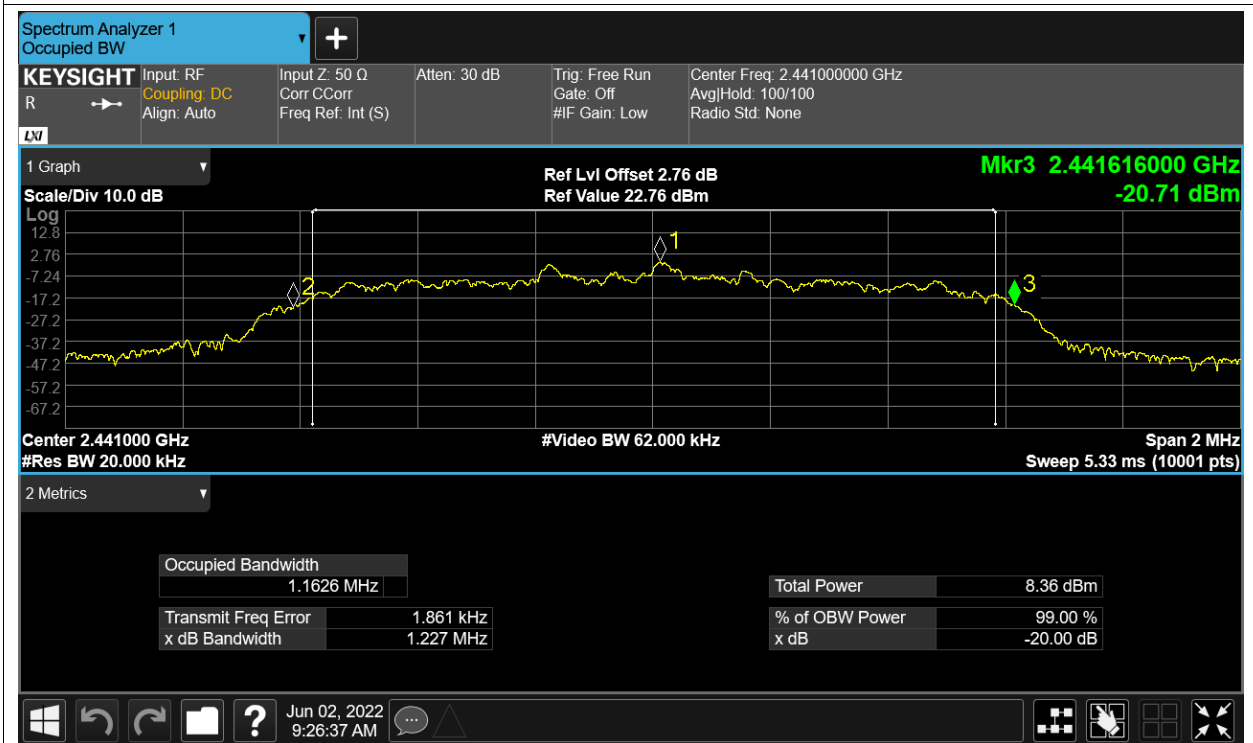 Spectrum Analyzer 1
Occupied BW
KEYSIGHT
R
LXI
Input: RF
Coupling: DC
Align: Auto
Input Z: 50 Ω
Corr CCorr
Freq Ref: Int (S)
Atten: 30 dB
Trig: Free Run
Gate: Off
#IF Gain: Low
Center Freq: 2.441000000 GHz
Avg|Hold: 100/100
Radio Std: None
1 Graph
Scale/Div 10.0 dB
Ref Lvl Offset 2.76 dB
Ref Value 22.76 dBm
Mkr3 2.441616000 GHz
-20.71 dBm
Log
12.8
2.76
-7.24
-17.2
-27.2
-37.2
-47.2
-57.2
-67.2
1
2
3
Center 2.441000 GHz
#Video BW 62.000 kHz
Span 2 MHz
#Res BW 20.000 kHz
Sweep 5.33 ms (10001 pts)
2 Metrics
Occupied Bandwidth
1.1626 MHz
Total Power 8.36 dBm
Transmit Freq Error 1.861 kHz
% of OBW Power 99.00 %
x dB Bandwidth 1.227 MHz
x dB -20.00 dB
?
Jun 02, 2022
9:26:37 AM